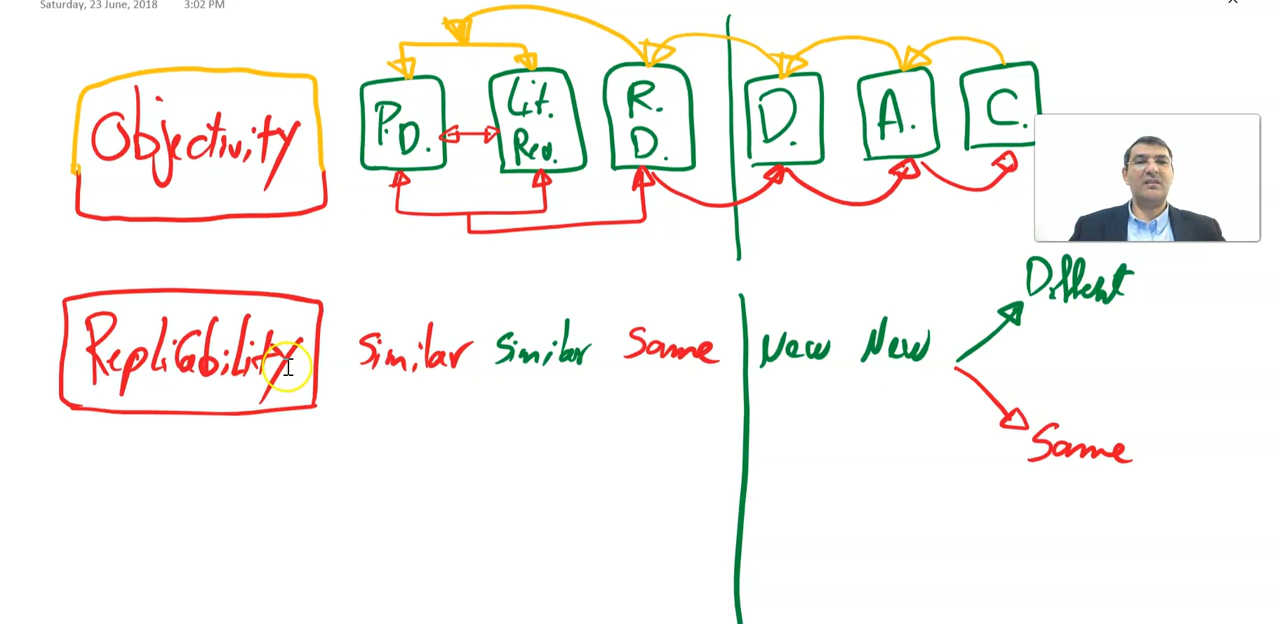 Saturday, 23 June, 2018 3:02 PM
Objectivity
P.D.
Lit.
Rev.
R.
D.
D.
A.
C.
Replicability
Similar Similar Same New New
Different
Same